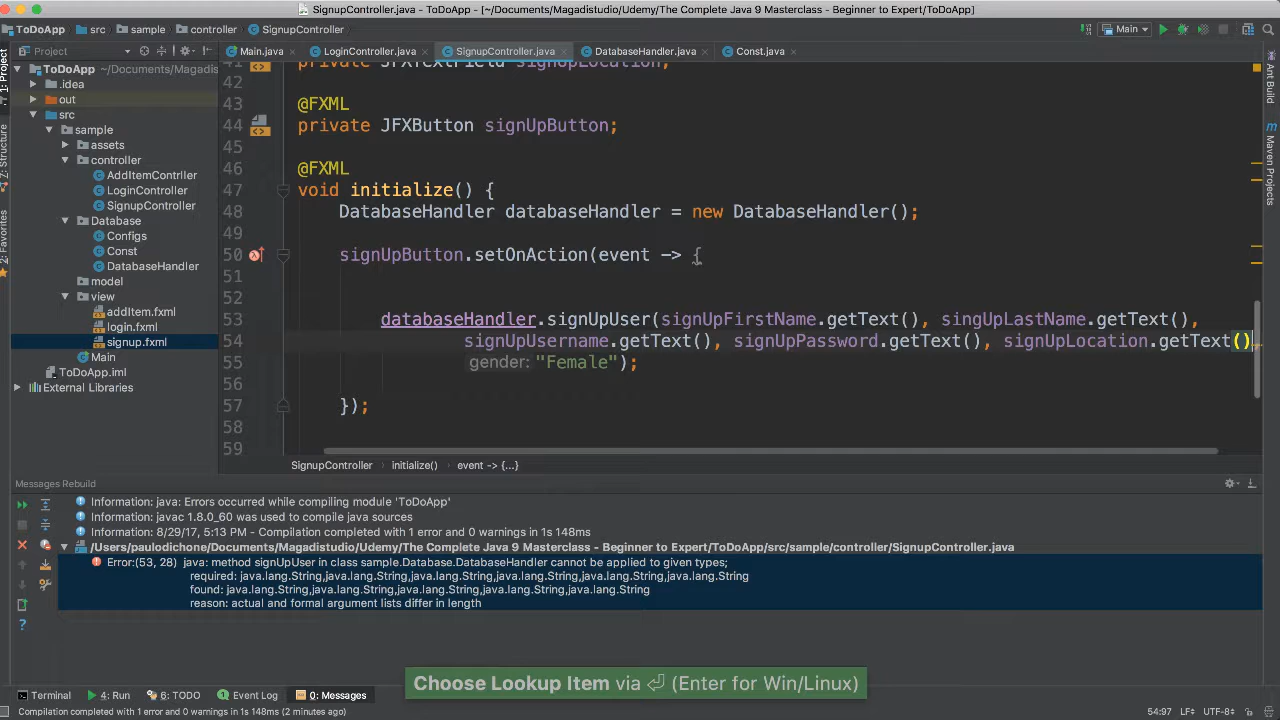 SignupController.java - ToDoApp - [~/Documents/Magadistudio/Udemy/The Complete Java 9 Masterclass - Beginner to Expert/ToDoApp]
ToDoApp src sample controller SignupController Main
Project Main.java LoginController.java SignupController.java DatabaseHandler.java Const.java
ToDoApp ~/Documents/Magadis
.idea
out
src
sample
assets
controller
AddItemContrller
LoginController
SignupController
Database
Configs
Const
DatabaseHandler
model
view
addItem.fxml
login.fxml
signup.fxml
Main
ToDoApp.iml
External Libraries
1: Project
Z: Structure
2: Favorites
Ant Build
Maven Projects
41 private JFXTextField signUpLocation;
42
43 @FXML
44 private JFXButton signUpButton;
45
46 @FXML
47 void initialize() {
48 DatabaseHandler databaseHandler = new DatabaseHandler();
49
50 signUpButton.setOnAction(event -> {
51
52
53 databaseHandler.signUpUser(signUpFirstName.getText(), singUpLastName.getText(),
54 signUpUsername.getText(), signUpPassword.getText(), signUpLocation.getText(),
55 gender: "Female");
56
57 });
58
59
SignupController initialize() event -> {...}
Messages Rebuild
Information: java: Errors occurred while compiling module 'ToDoApp'
Information: javac 1.8.0_60 was used to compile java sources
Information: 8/29/17, 5:13 PM - Compilation completed with 1 error and 0 warnings in 1s 148ms
/Users/paulodichone/Documents/Magadistudio/Udemy/The Complete Java 9 Masterclass - Beginner to Expert/ToDoApp/src/sample/controller/SignupController.java
Error:(53, 28) java: method signUpUser in class sample.Database.DatabaseHandler cannot be applied to given types;
required: java.lang.String,java.lang.String,java.lang.String,java.lang.String,java.lang.String,java.lang.String
found: java.lang.String,java.lang.String,java.lang.String,java.lang.String,java.lang.String
reason: actual and formal argument lists differ in length
Choose Lookup Item via ⏎ (Enter for Win/Linux)
Terminal 4: Run 6: TODO Event Log 0: Messages
Compilation completed with 1 error and 0 warnings in 1s 148ms (2 minutes ago) 54:97 LF÷ UTF-8÷